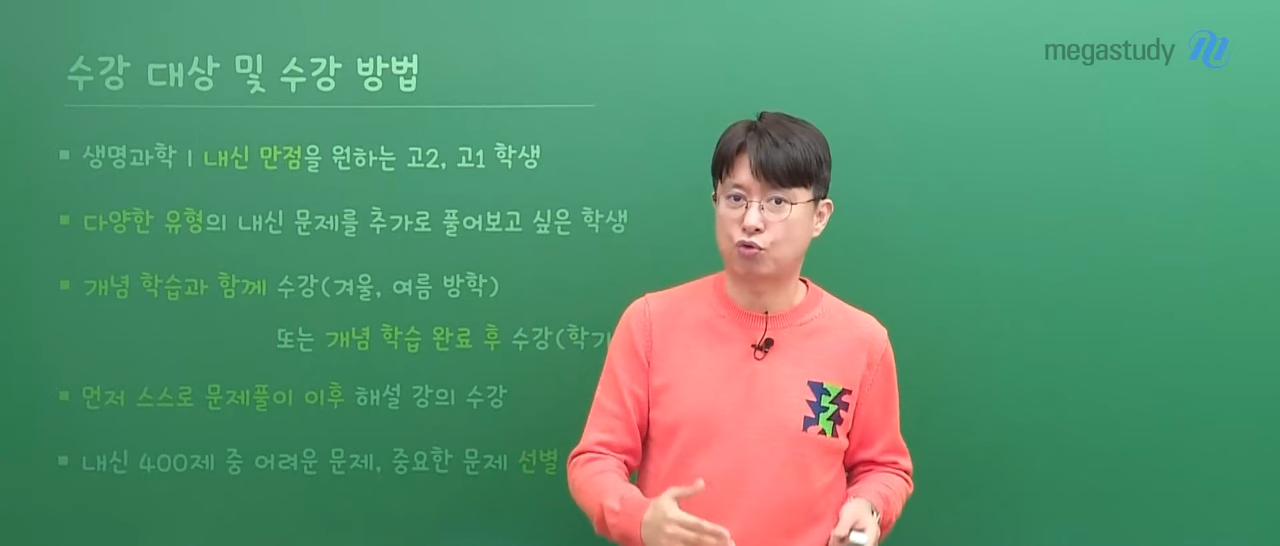 수강 대상 및 수강 방법
megastudy
생명과학 I 내신 만점을 원하는 고2, 고1 학생
다양한 유형의 내신 문제를 추가로 풀어보고 싶은 학생
개념 학습과 함께 수강(겨울, 여름 방학)
또는 개념 학습 완료 후 수강(학기
먼저 스스로 문제풀이 이후 해설 강의 수강
내신 400제 중 어려운 문제, 중요한 문제 선별